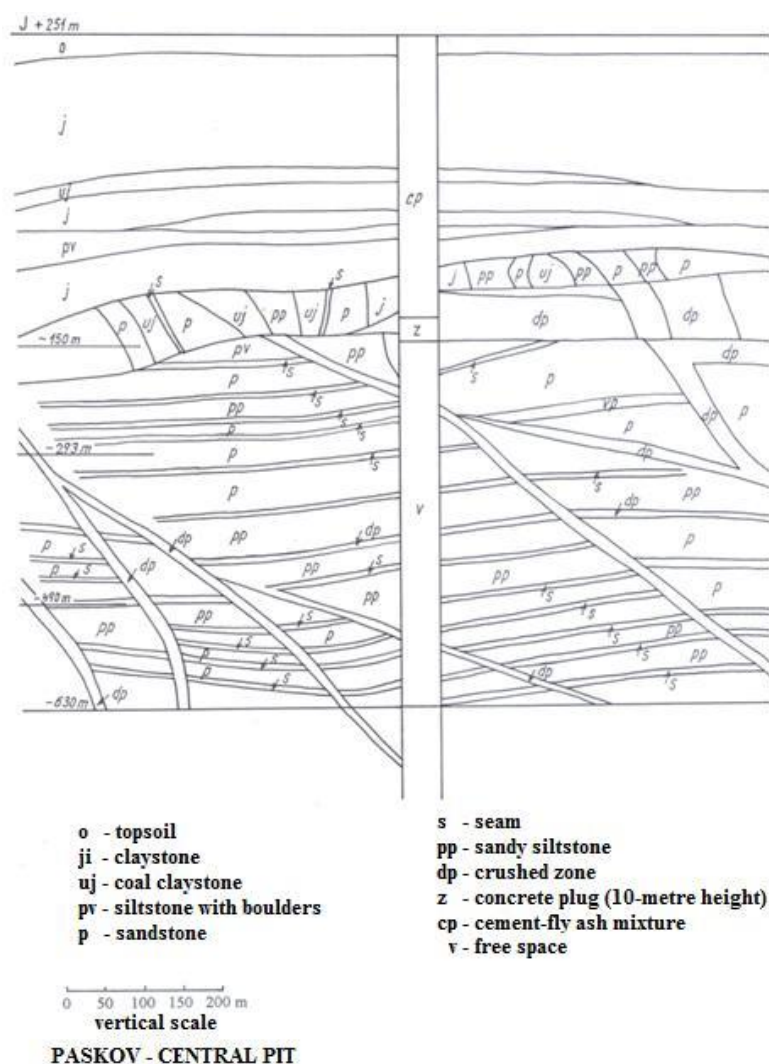 J + 251 m
o
j
uj
cp
j
pv
s
j pp p uj pp p pp p
j
p uj p uj pp uj p j
dp dp
-150 m
z
pv pp
dp
s s
p p
s
pp vp dp p
s
p p
s
-293 m
dp
p s
s pp
p v
dp
pp dp
dp p
p s
pp s
dp
p s pp s p
-490 m
pp s
pp pp s p s pp
s
p s s
p pp
s dp s
dp
-630 m
o - topsoil
ji - claystone
uj - coal claystone
pv - siltstone with boulders
p - sandstone
s - seam
pp - sandy siltstone
dp - crushed zone
z - concrete plug (10-metre height)
cp - cement-fly ash mixture
v - free space
0 50 100 150 200 m
vertical scale
PASKOV - CENTRAL PIT